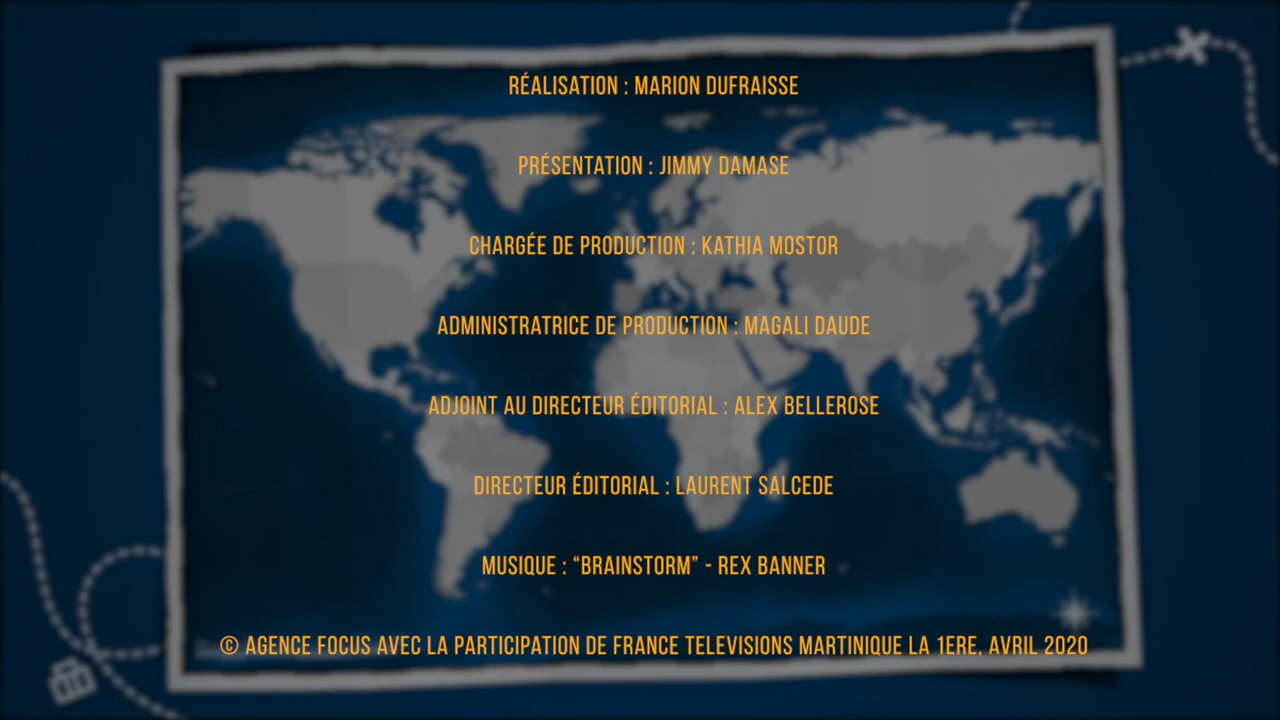 RÉALISATION : MARION DUFRAISSE
PRÉSENTATION : JIMMY DAMASE
CHARGÉE DE PRODUCTION : KATHIA MOSTOR
ADMINISTRATRICE DE PRODUCTION : MAGALI DAUDE
ADJOINT AU DIRECTEUR ÉDITORIAL : ALEX BELLEROSE
DIRECTEUR ÉDITORIAL : LAURENT SALCEDE
MUSIQUE : “BRAINSTORM” - REX BANNER
© AGENCE FOCUS AVEC LA PARTICIPATION DE FRANCE TELEVISIONS MARTINIQUE LA 1ERE, AVRIL 2020